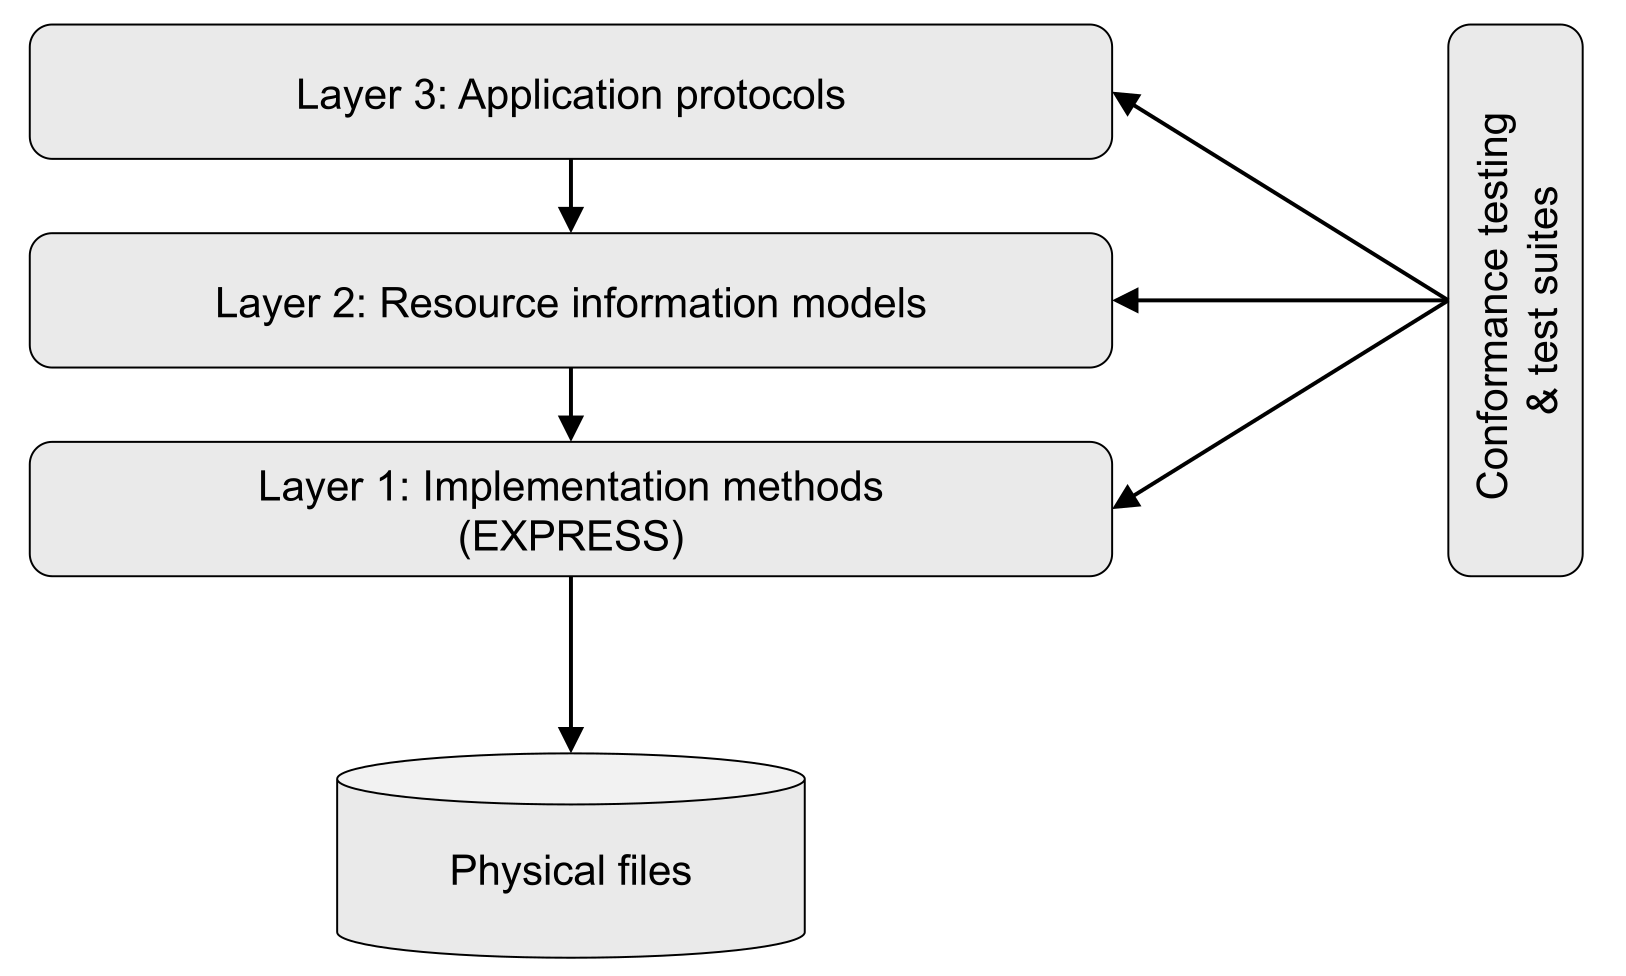 Layer 3: Application protocols
Layer 2: Resource information models
Layer 1: Implementation methods
(EXPRESS)
Physical files
Conformance testing
& test suites